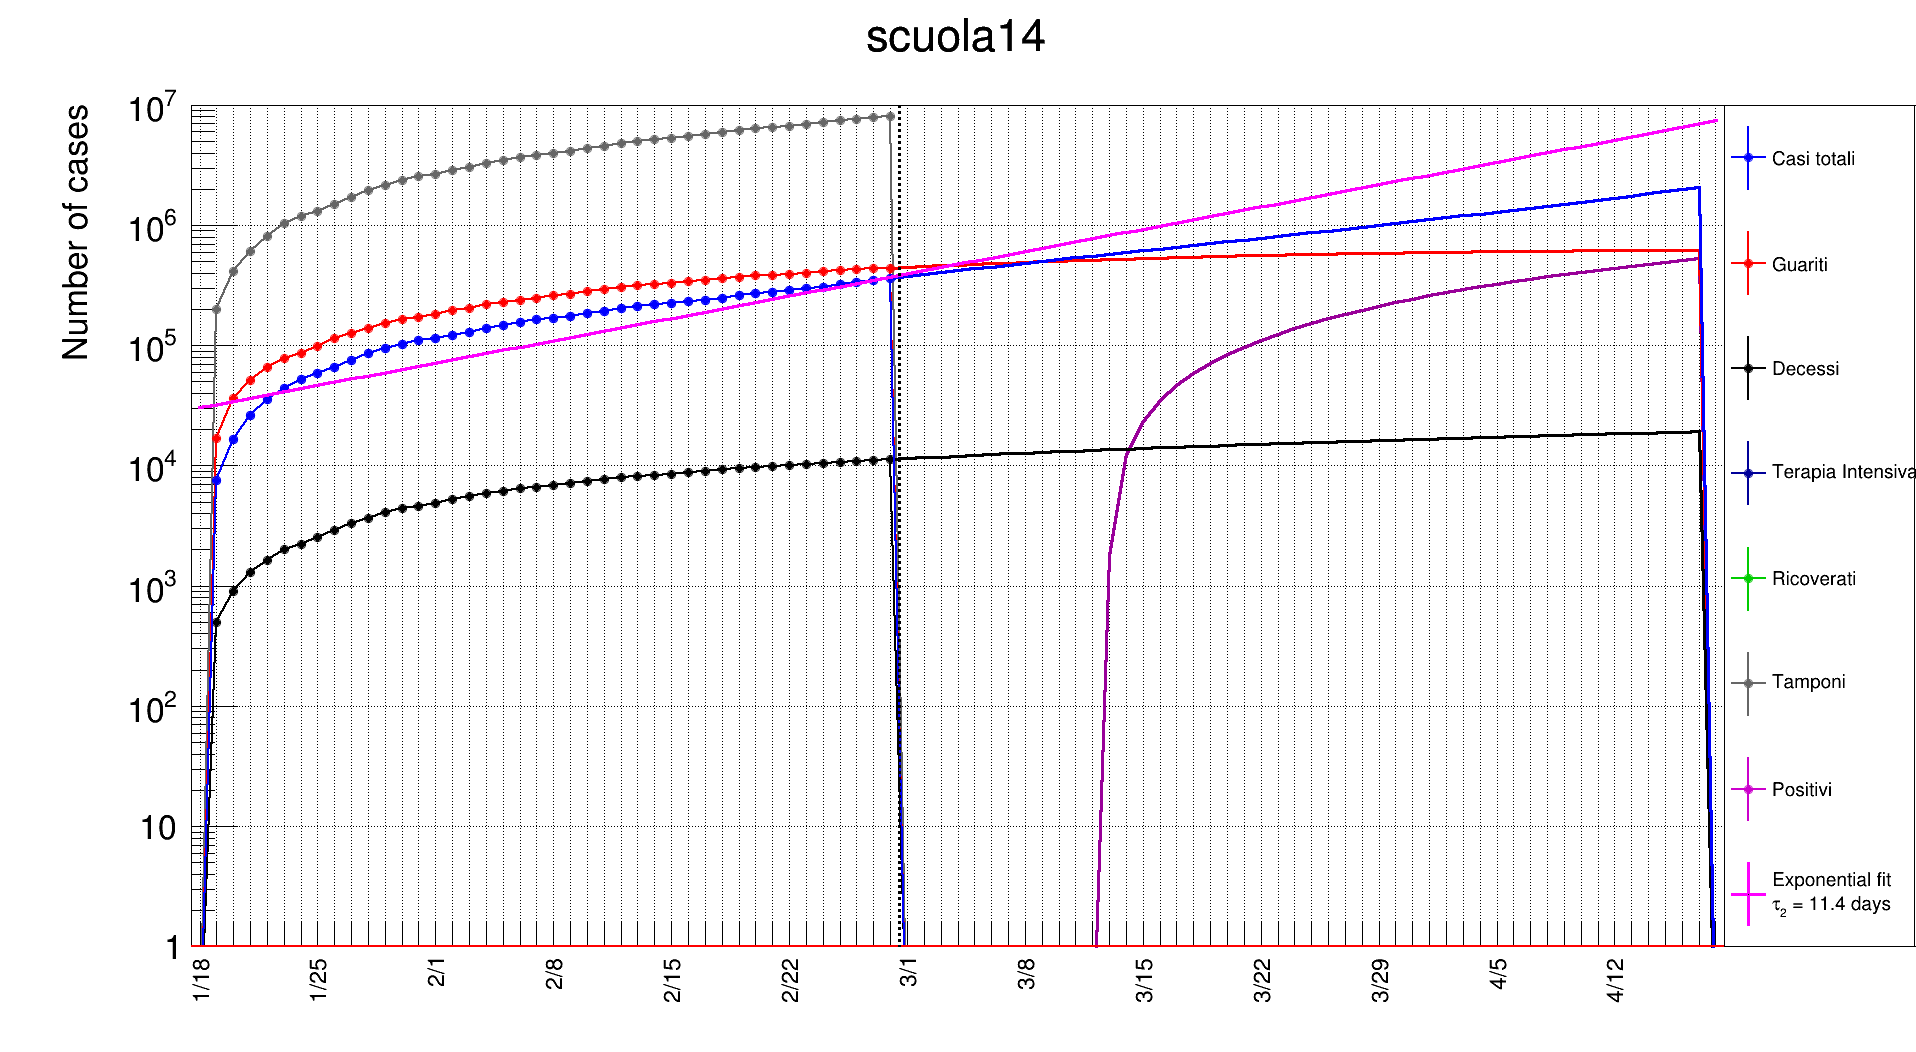 scuola14
Number of cases
10^7
10^6
10^5
10^4
10^3
10^2
10
1
1/18
1/25
2/1
2/8
2/15
2/22
3/1
3/8
3/15
3/22
3/29
4/5
4/12
Casi totali
Guariti
Decessi
Terapia Intensiva
Ricoverati
Tamponi
Positivi
Exponential fit
τ₂ = 11.4 days